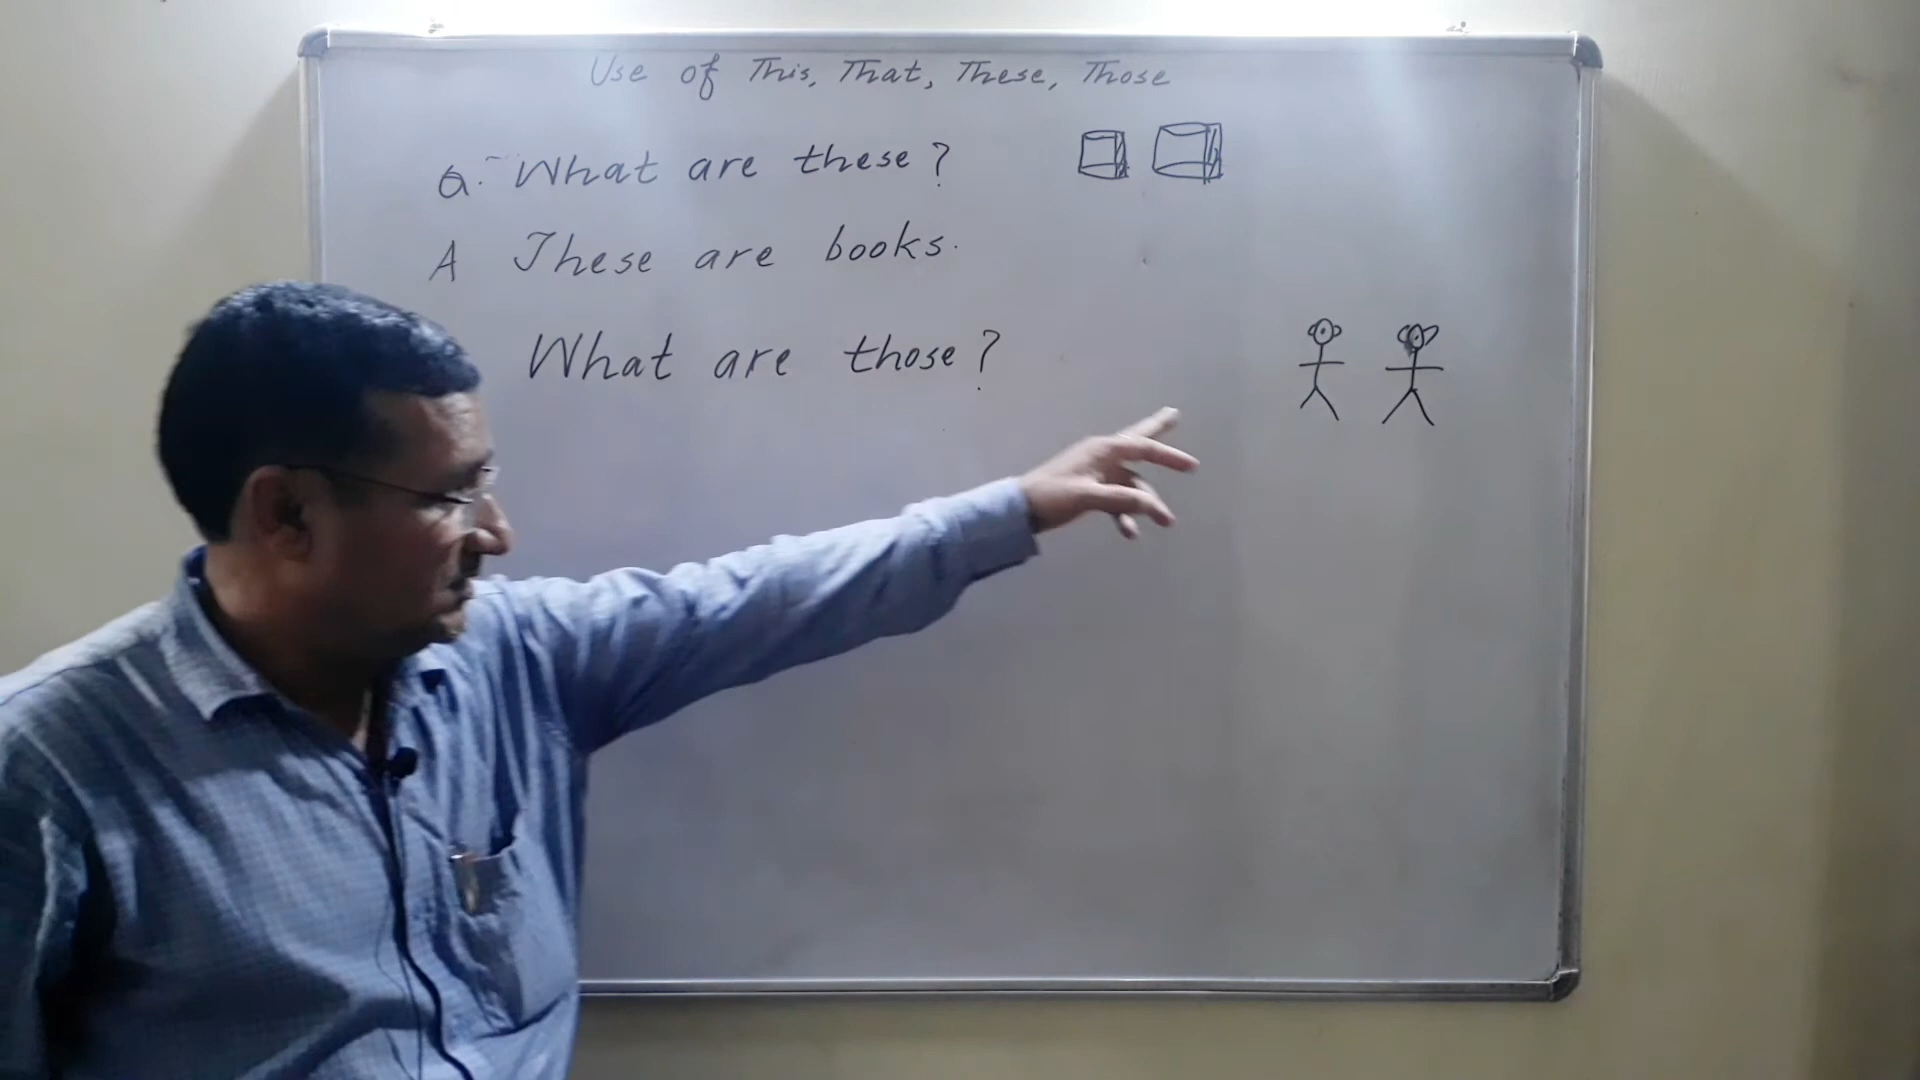 Use of This, That, These, Those
Q. What are these?
A These are books.
What are those?